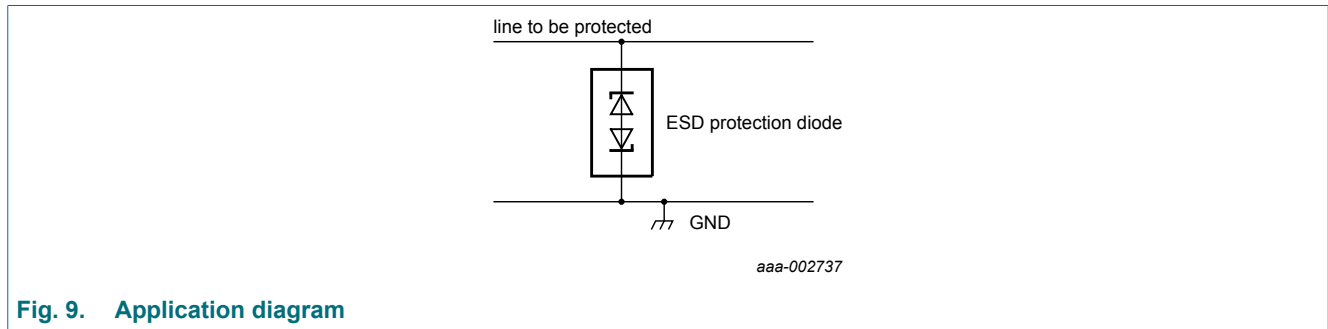 line to be protected
ESD protection diode
GND
aaa-002737
Fig. 9. Application diagram